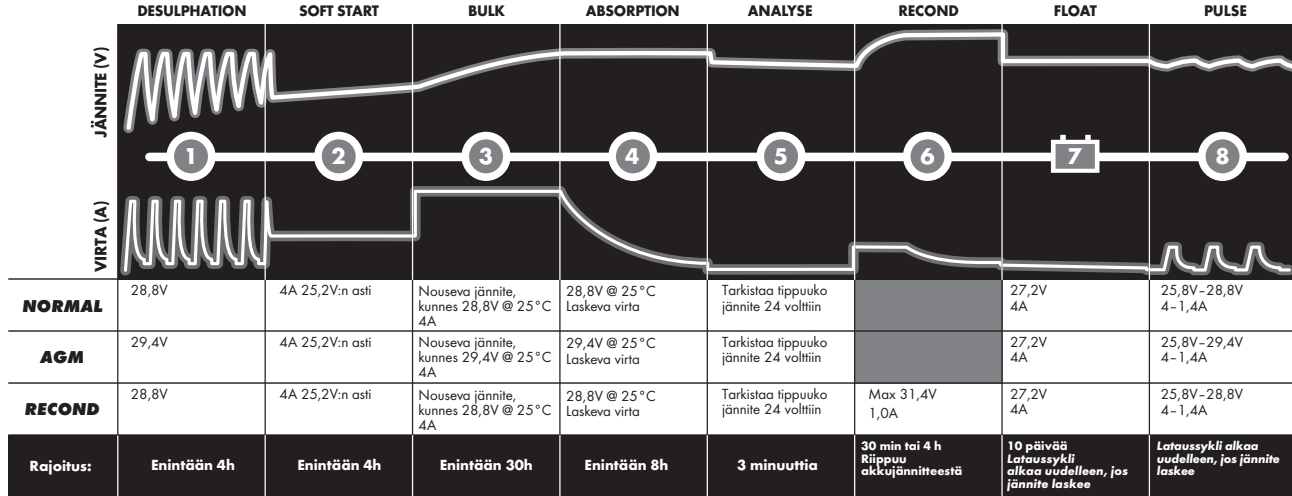 DESULPHATION SOFT START BULK ABSORPTION ANALYSE RECOND FLOAT PULSE
JÄNNITE (V)
1 2 3 4 5 6 7 8
VIRTA (A)
NORMAL
28,8V
4A 25,2V:n asti
Nouseva jännite,
kunnes 28,8V @ 25°C
4A
28,8V @ 25°C
Laskeva virta
Tarkistaa tippuuko
jännite 24 volttiin
27,2V
4A
25,8V–28,8V
4–1,4A
AGM
29,4V
4A 25,2V:n asti
Nouseva jännite,
kunnes 29,4V @ 25°C
4A
29,4V @ 25°C
Laskeva virta
Tarkistaa tippuuko
jännite 24 volttiin
27,2V
4A
25,8V–29,4V
4–1,4A
RECOND
28,8V
4A 25,2V:n asti
Nouseva jännite,
kunnes 28,8V @ 25°C
4A
28,8V @ 25°C
Laskeva virta
Tarkistaa tippuuko
jännite 24 volttiin
Max 31,4V
1,0A
27,2V
4A
25,8V–28,8V
4–1,4A
Rajoitus:
Enintään 4h
Enintään 4h
Enintään 30h
Enintään 8h
3 minuuttia
30 min tai 4 h
Riippuu
akkujännitteestä
10 päivää
Lataussykli
alkaa uudelleen, jos
jännite laskee
Lataussykli alkaa
uudelleen, jos jännite
laskee